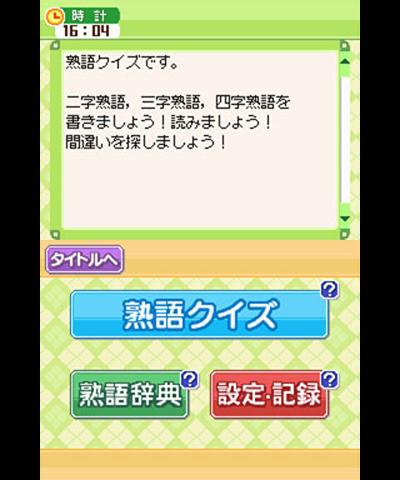 時計
16:04
熟語クイズです。
二字熟語，三字熟語，四字熟語を
書きましょう！読みましょう！
間違いを探しましょう！
タイトルへ
?
熟語クイズ
? ?
熟語辞典 設定・記録